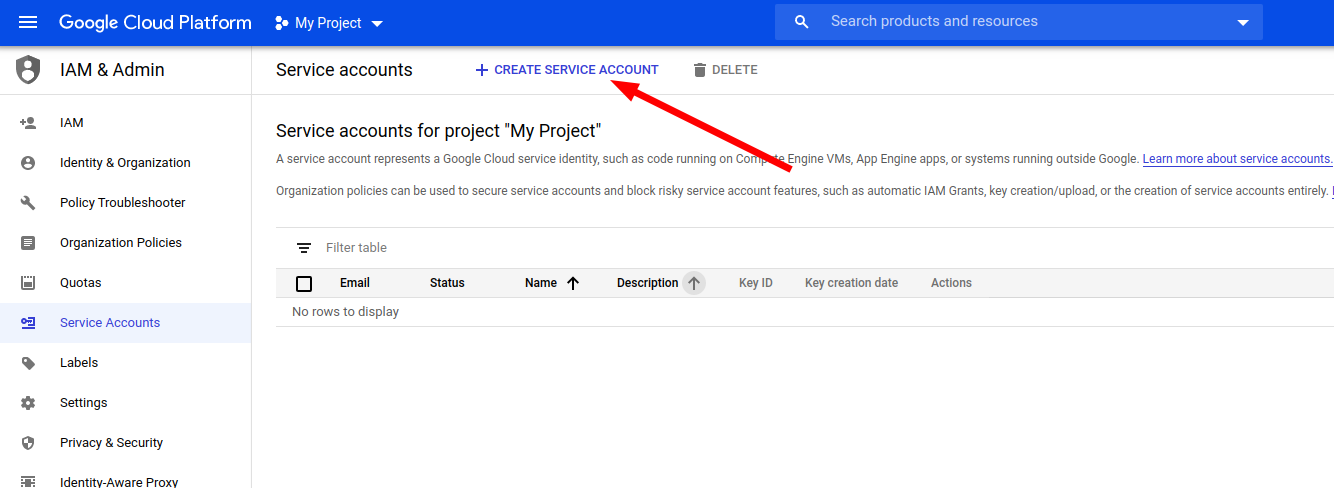 Google Cloud Platform My Project Search products and resources
IAM & Admin
Service accounts CREATE SERVICE ACCOUNT DELETE
IAM
Identity & Organization
Policy Troubleshooter
Organization Policies
Quotas
Service Accounts
Labels
Settings
Privacy & Security
Identity-Aware Proxy
Service accounts for project "My Project"
A service account represents a Google Cloud service identity, such as code running on Compute Engine VMs, App Engine apps, or systems running outside Google. Learn more about service accounts.
Organization policies can be used to secure service accounts and block risky service account features, such as automatic IAM Grants, key creation/upload, or the creation of service accounts entirely.
Filter table
Email Status Name Description Key ID Key creation date Actions
No rows to display